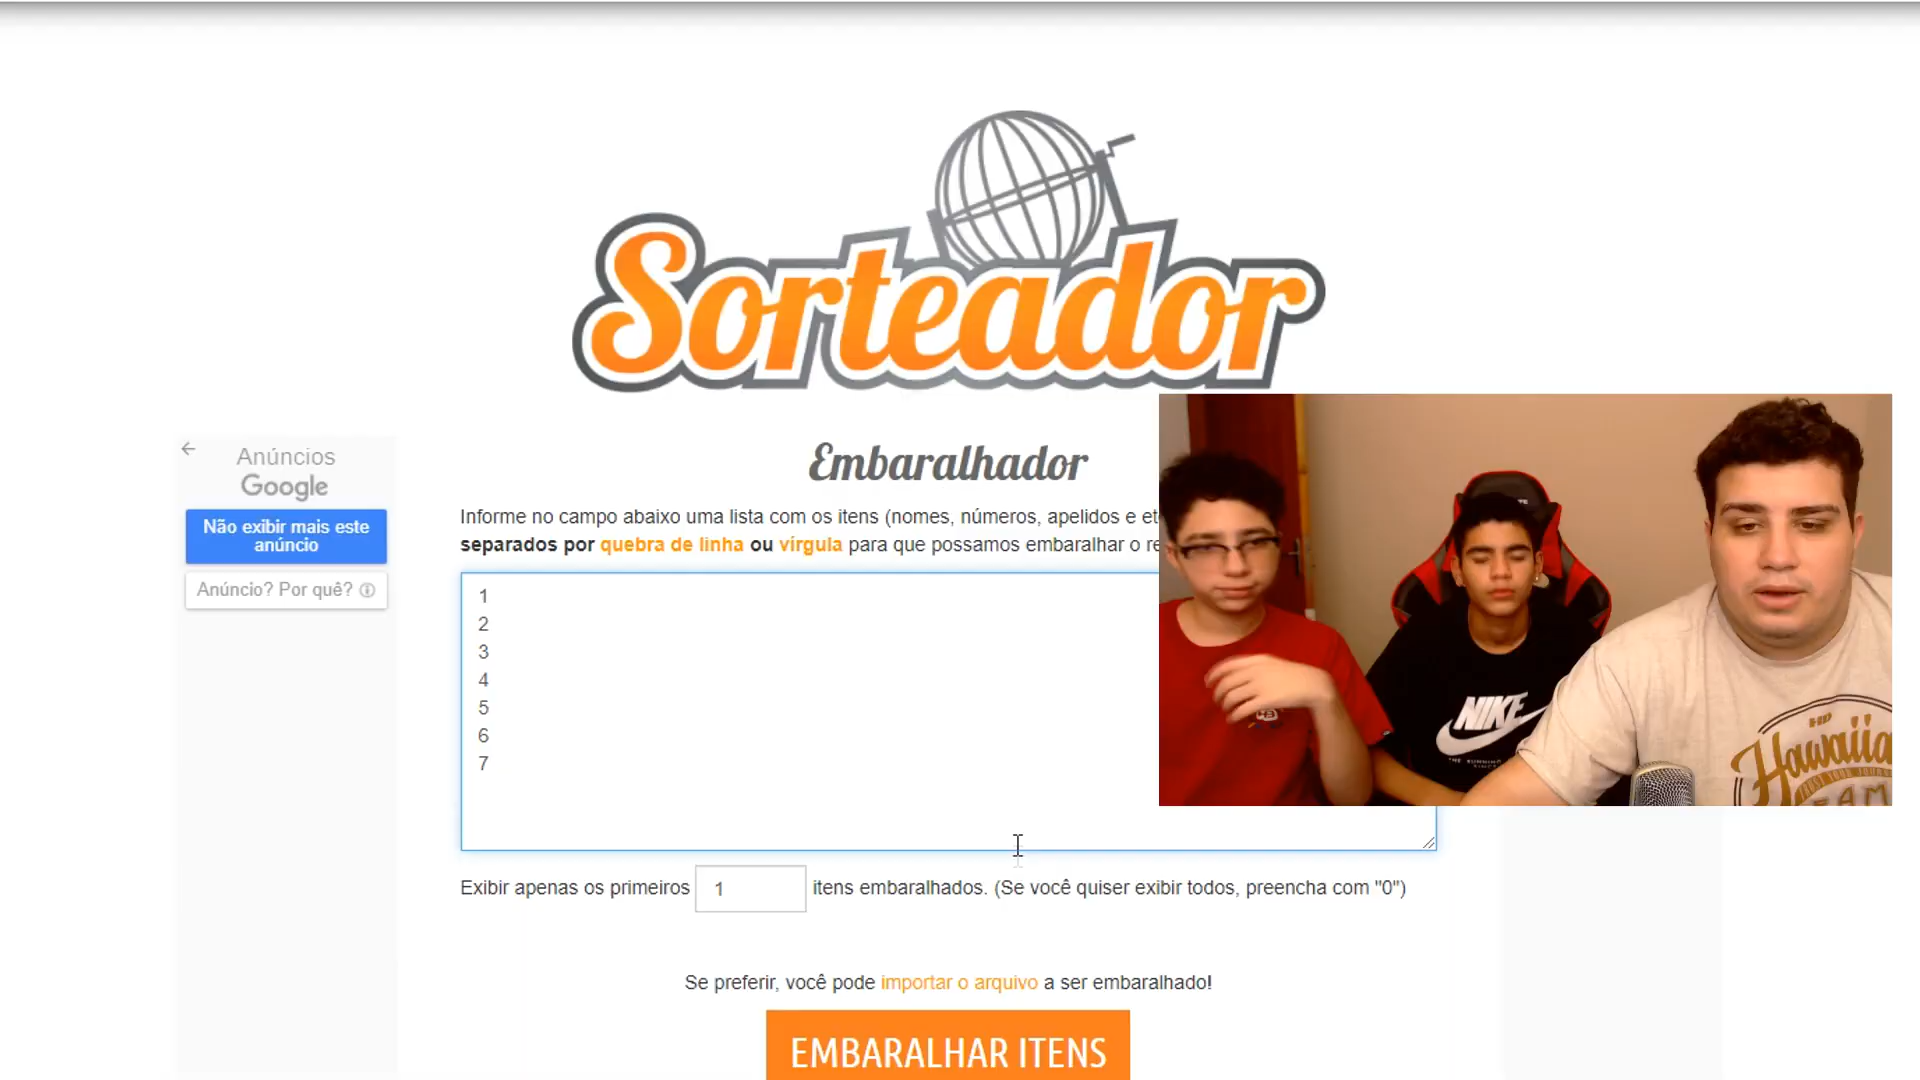 Sorteador
Embaralhador
Anúncios
Google
Não exibir mais este
anúncio
Anúncio? Por quê?
Informe no campo abaixo uma lista com os itens (nomes, números, apelidos e et
separados por quebra de linha ou vírgula para que possamos embaralhar o re
1
2
3
4
5
6
7
NIKE
HD
Hawaiia
Exibir apenas os primeiros 1 itens embaralhados. (Se você quiser exibir todos, preencha com "0")
Se preferir, você pode importar o arquivo a ser embaralhado!
EMBARALHAR ITENS